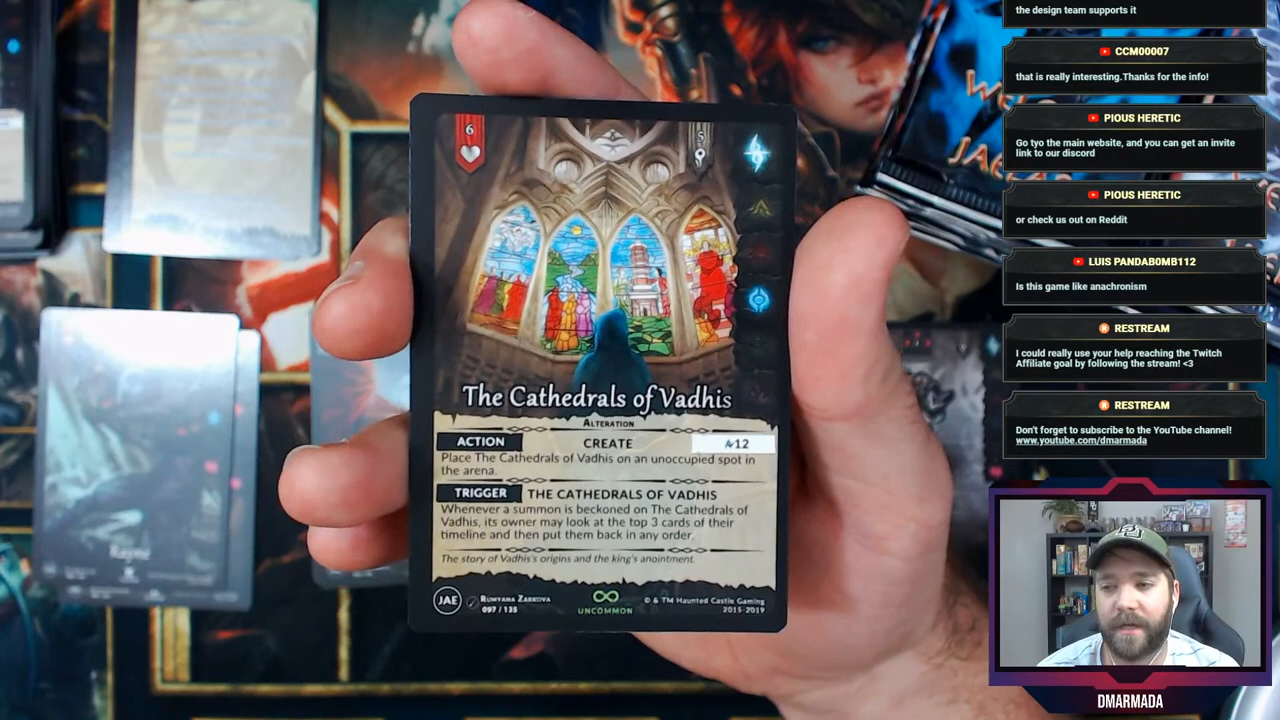 6
5
The Cathedrals of Vadhis
ALTERATION
ACTION CREATE 12
Place The Cathedrals of Vadhis on an unoccupied spot in
the arena.
TRIGGER THE CATHEDRALS OF VADHIS
Whenever a summon is beckoned on The Cathedrals of
Vadhis, its owner may look at the top 3 cards of their
timeline and then put them back in any order.
The story of Vadhis's origins and the king's anointment.
JAE
RUMYANA ZARKOVA
097 / 135
UNCOMMON
© & TM Haunted Castle Gaming
2015-2019
the design team supports it
CCM00007
that is really interesting.Thanks for the info!
PIOUS HERETIC
Go tyo the main website, and you can get an invite
link to our discord
PIOUS HERETIC
or check us out on Reddit
LUIS PANDAB0MB112
Is this game like anachronism
RESTREAM
I could really use your help reaching the Twitch
Affiliate goal by following the stream! <3
RESTREAM
Don't forget to subscribe to the YouTube channel!
www.youtube.com/dmarmada
DMARMADA